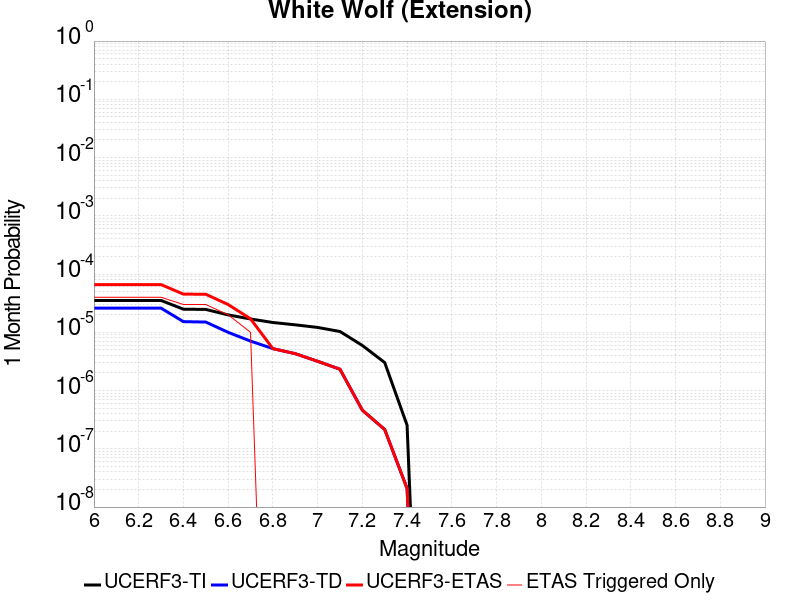 White Wolf (Extension)
10^0
10^-1
10^-2
10^-3
10^-4
10^-5
10^-6
10^-7
10^-8
1 Month Probability
6 6.2 6.4 6.6 6.8 7 7.2 7.4 7.6 7.8 8 8.2 8.4 8.6 8.8 9
Magnitude
UCERF3-TI UCERF3-TD UCERF3-ETAS ETAS Triggered Only